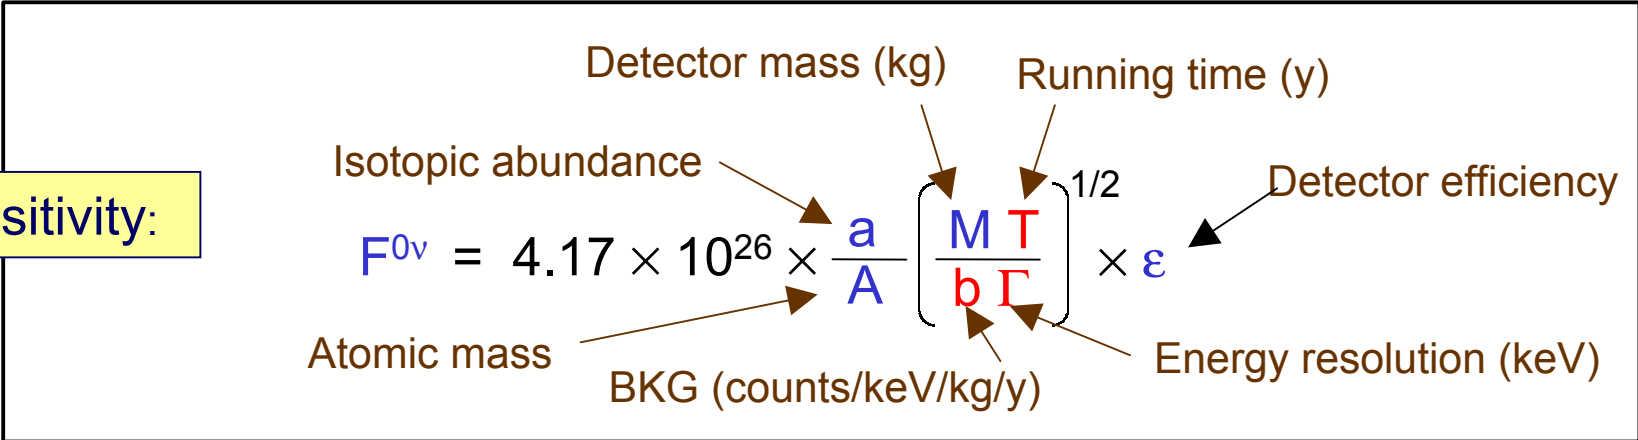 Detector mass (kg)
Running time (y)
Isotopic abundance
Detector efficiency
sitivity:
F⁰ᵛ = 4.17 × 10²⁶ × a/A (M T / b Γ)^1/2 × ε
Atomic mass
BKG (counts/keV/kg/y)
Energy resolution (keV)